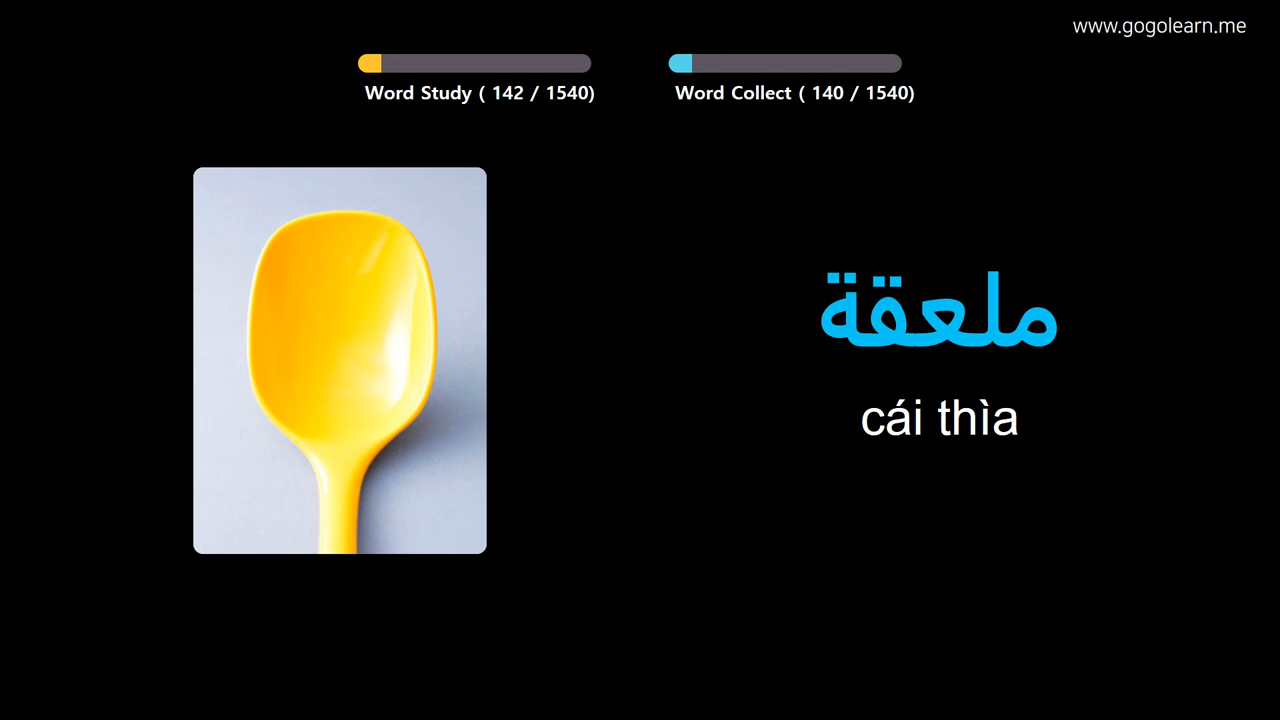 www.gogolearn.me
Word Study ( 142 / 1540)
Word Collect ( 140 / 1540)
ملعقة
cái thìa